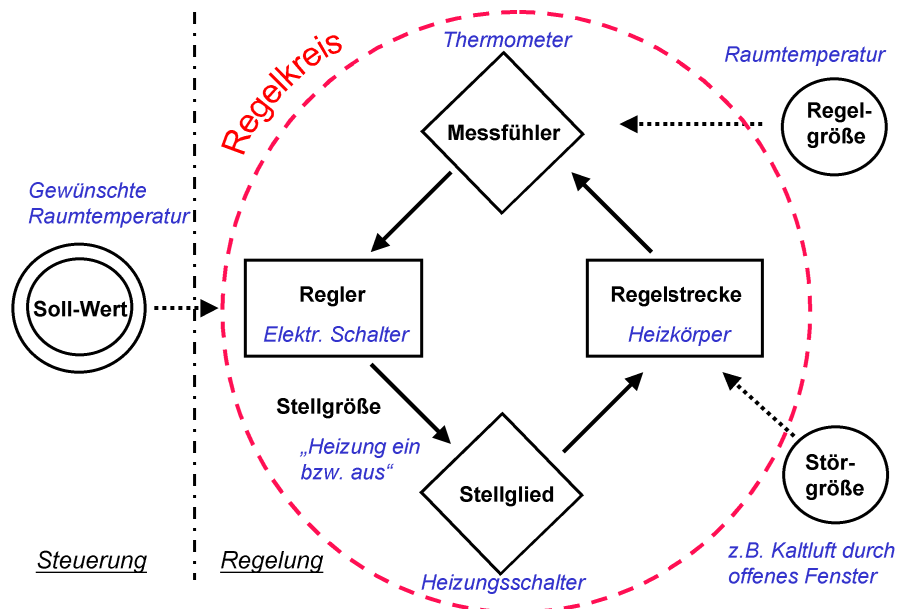 Regelkreis
Thermometer
Messfühler
Raumtemperatur
Regel-
größe
Gewünschte
Raumtemperatur
Soll-Wert
Regler
Elektr. Schalter
Regelstrecke
Heizkörper
Stellgröße
„Heizung ein
bzw. aus“
Stellglied
Heizungsschalter
Stör-
größe
z.B. Kaltluft durch
offenes Fenster
Steuerung
Regelung